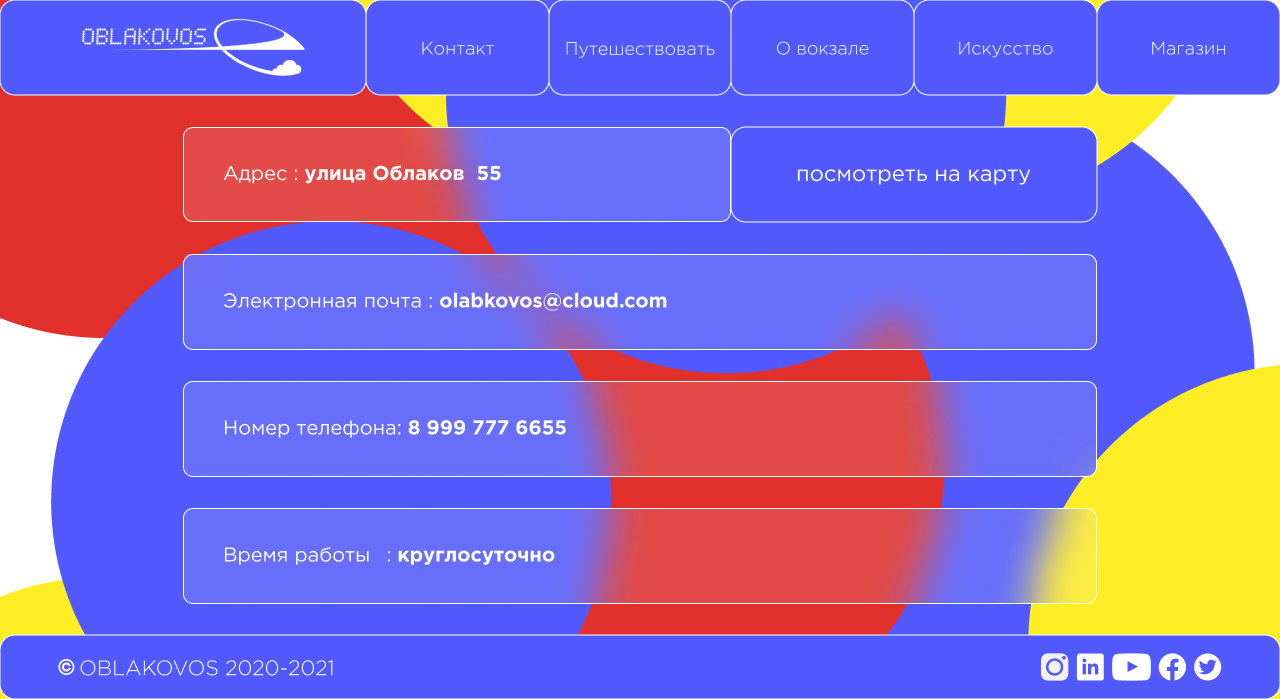 OBLAKOVOS
Контакт
Путешествовать
О вокзале
Искусство
Магазин
Адрес : улица Облаков 55
посмотреть на карту
Электронная почта : olabkovos@cloud.com
Номер телефона: 8 999 777 6655
Время работы : круглосуточно
© OBLAKOVOS 2020-2021